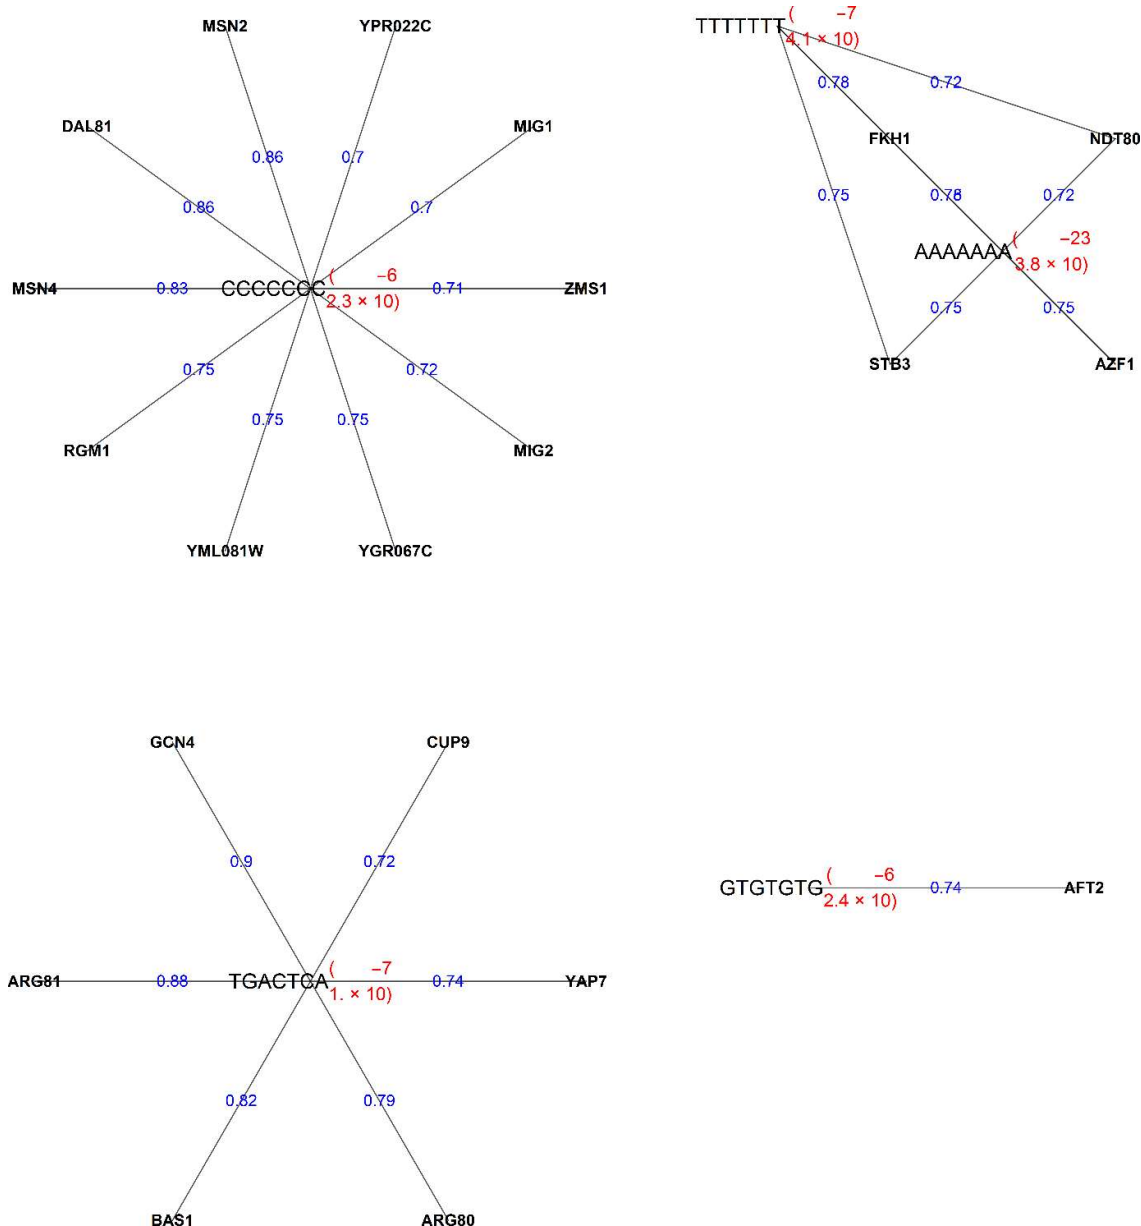 MSN2 YPR022C
TTTTTTT ( −7
4.1 × 10)
0.78 0.72
DAL81 MIG1
FKH1 NDT80
0.86 0.7
0.86 0.7
0.75 0.78 0.72
AAAAAAA ( −23
3.8 × 10)
MSN4 0.83 CCCCCCC ( −6
2.3 × 10) 0.71 ZMS1
0.75 0.75
STB3 AZF1
0.75 0.72
0.75 0.75
RGM1 MIG2
YML081W YGR067C
GCN4 CUP9
0.9 0.72
GTGTGTG ( −6
2.4 × 10) 0.74 AFT2
ARG81 0.88 TGACTCA ( −7
1. × 10) 0.74 YAP7
0.82 0.79
BAS1 ARG80